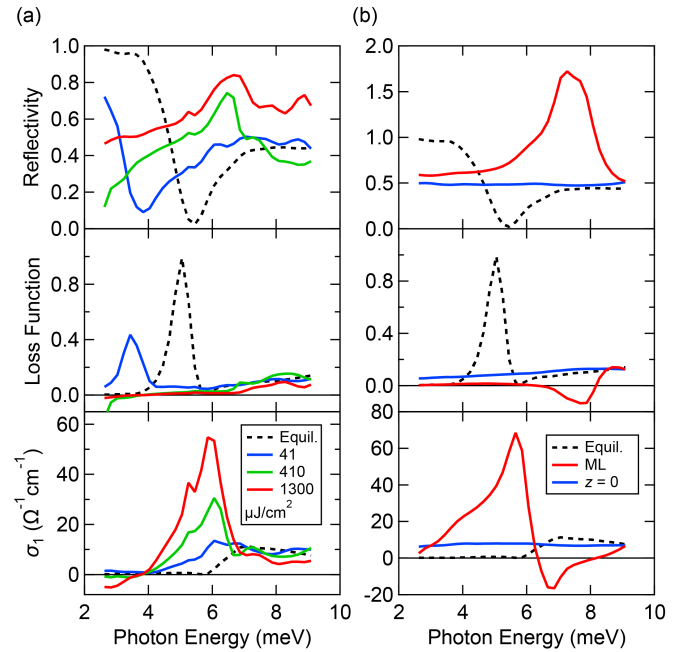 (a)
(b)
1.0
0.8
0.6
0.4
0.2
0.0
Reflectivity
2.0
1.5
1.0
0.5
0.0
0.8
0.4
0.0
Loss Function
0.8
0.4
0.0
60
40
20
0
σ1 (Ω-1 cm-1)
Equil.
41
410
1300
µJ/cm2
80
60
40
20
0
-20
Equil.
ML
z = 0
2 4 6 8 10
Photon Energy (meV)
2 4 6 8 10
Photon Energy (meV)